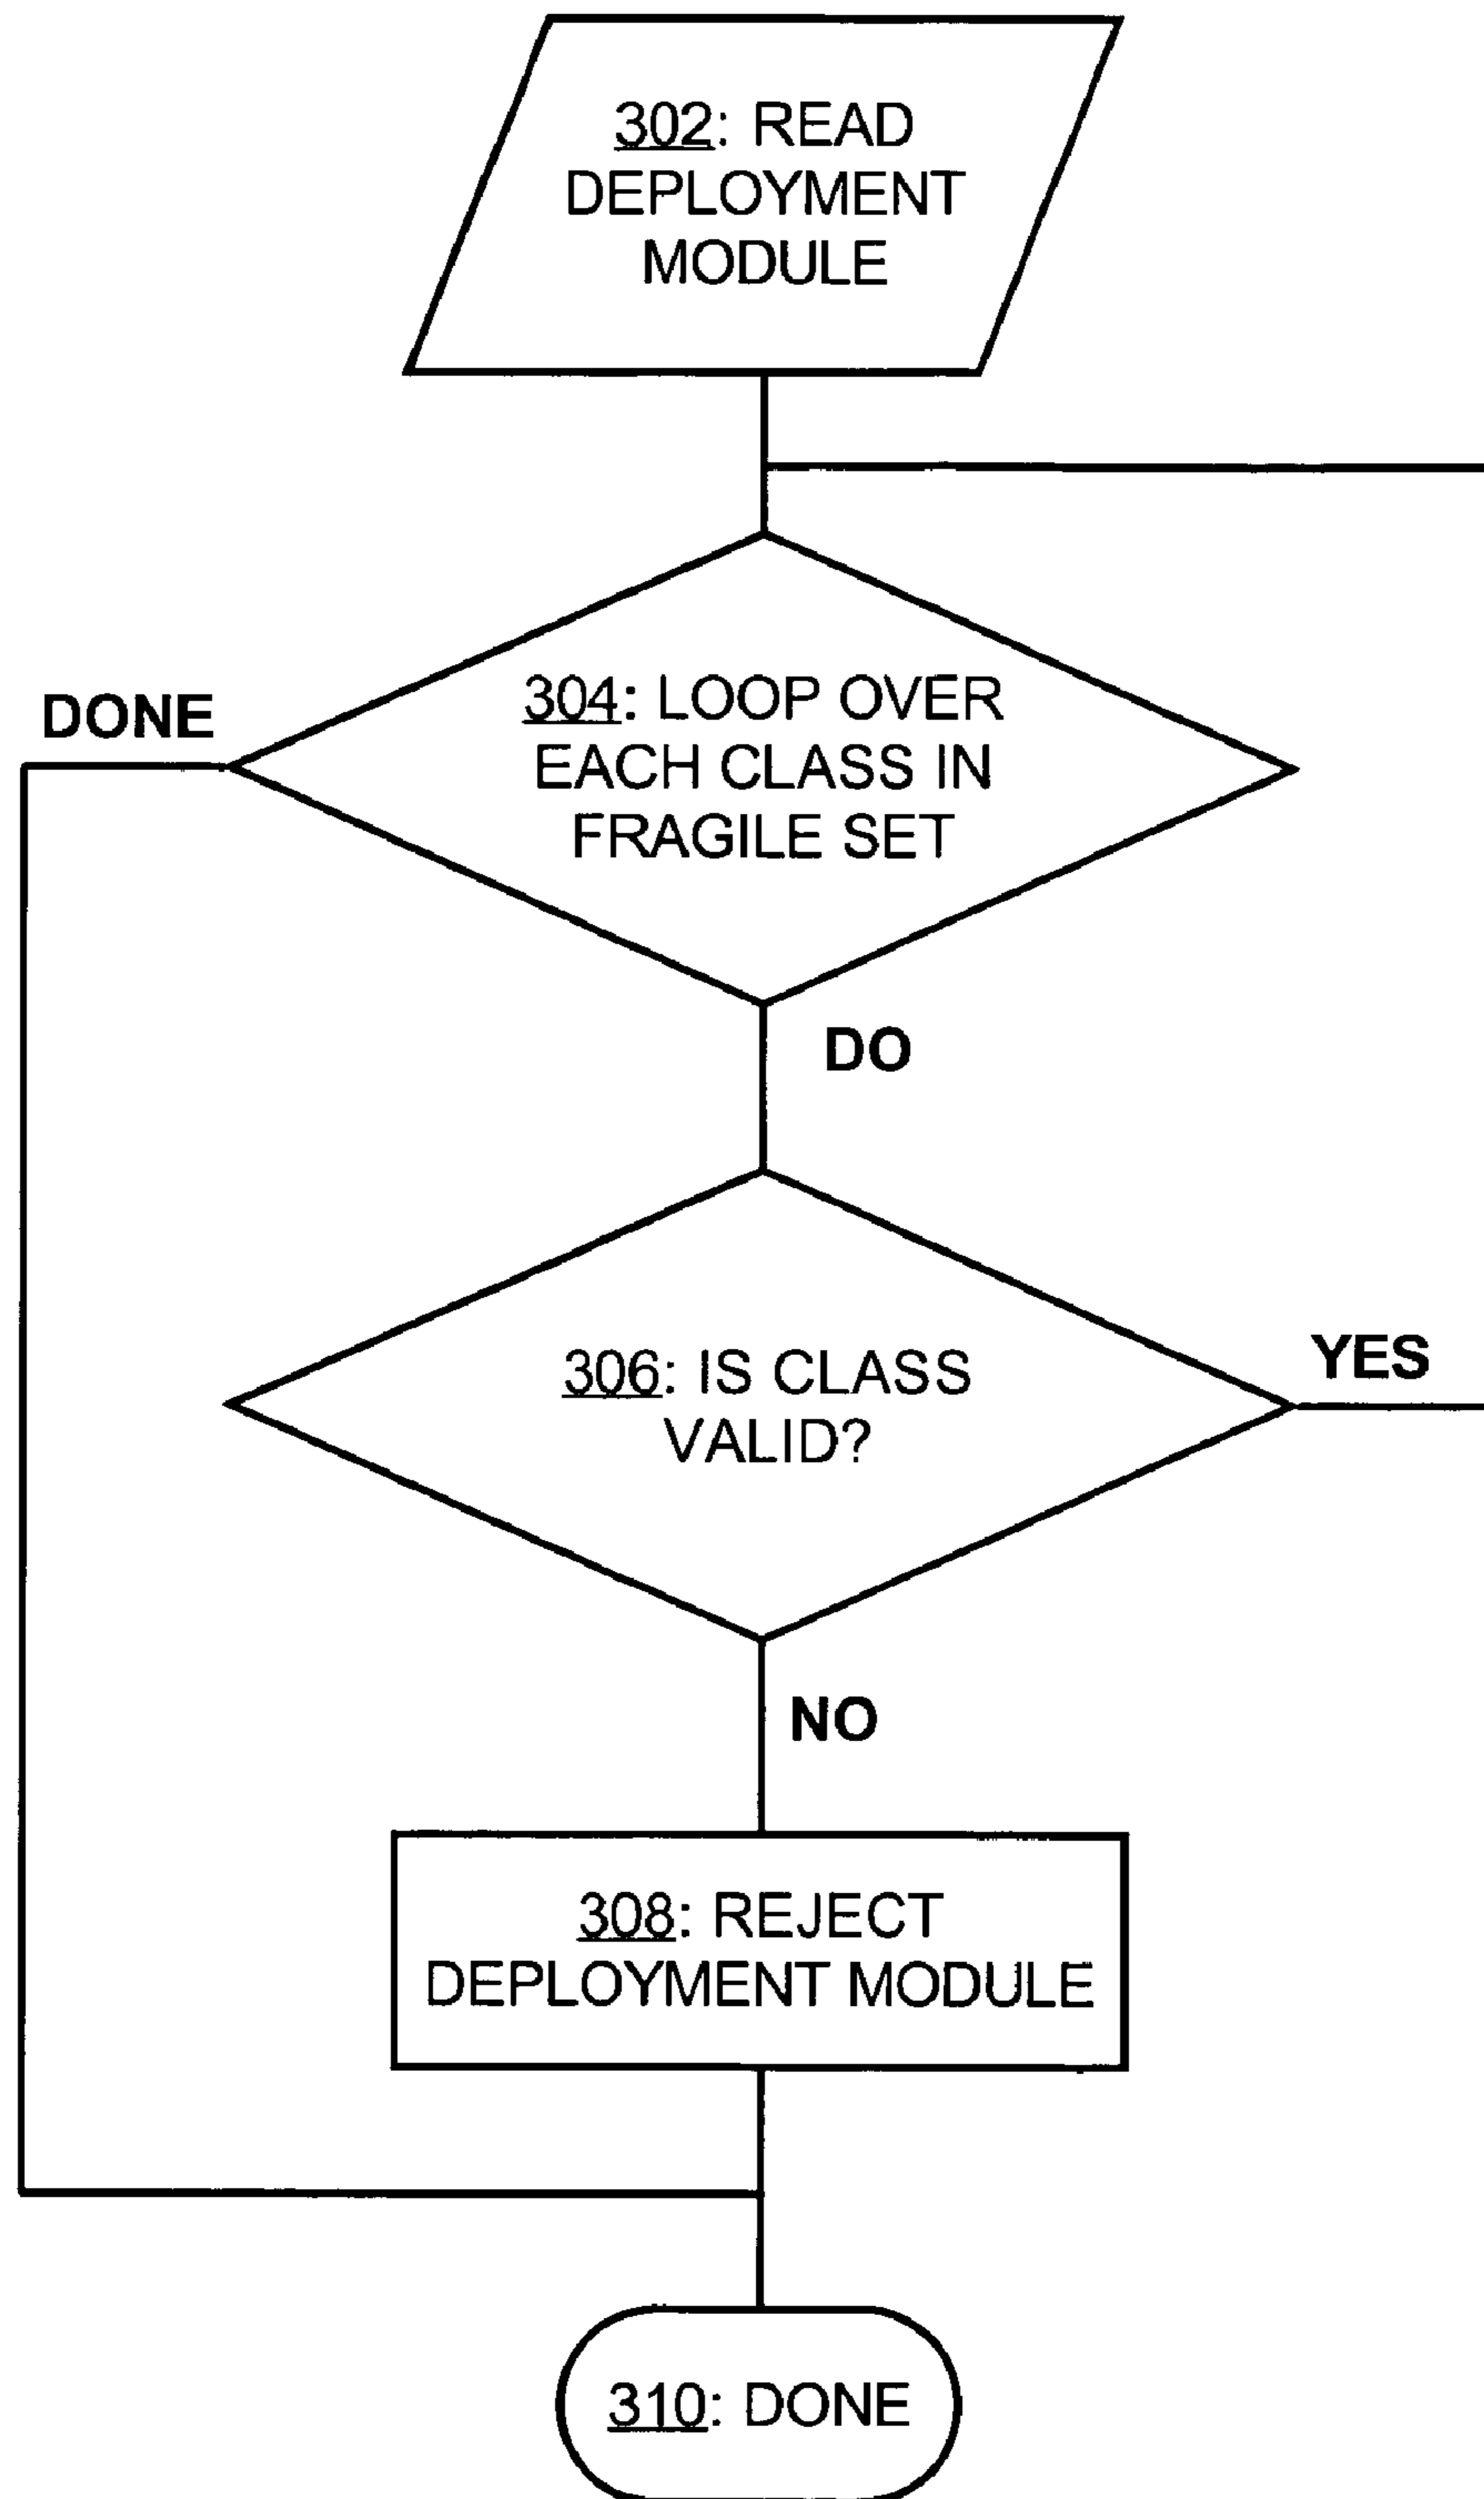 302: READ
DEPLOYMENT
MODULE
304: LOOP OVER
EACH CLASS IN
FRAGILE SET
DONE
DO
306: IS CLASS
VALID?
YES
NO
308: REJECT
DEPLOYMENT MODULE
310: DONE